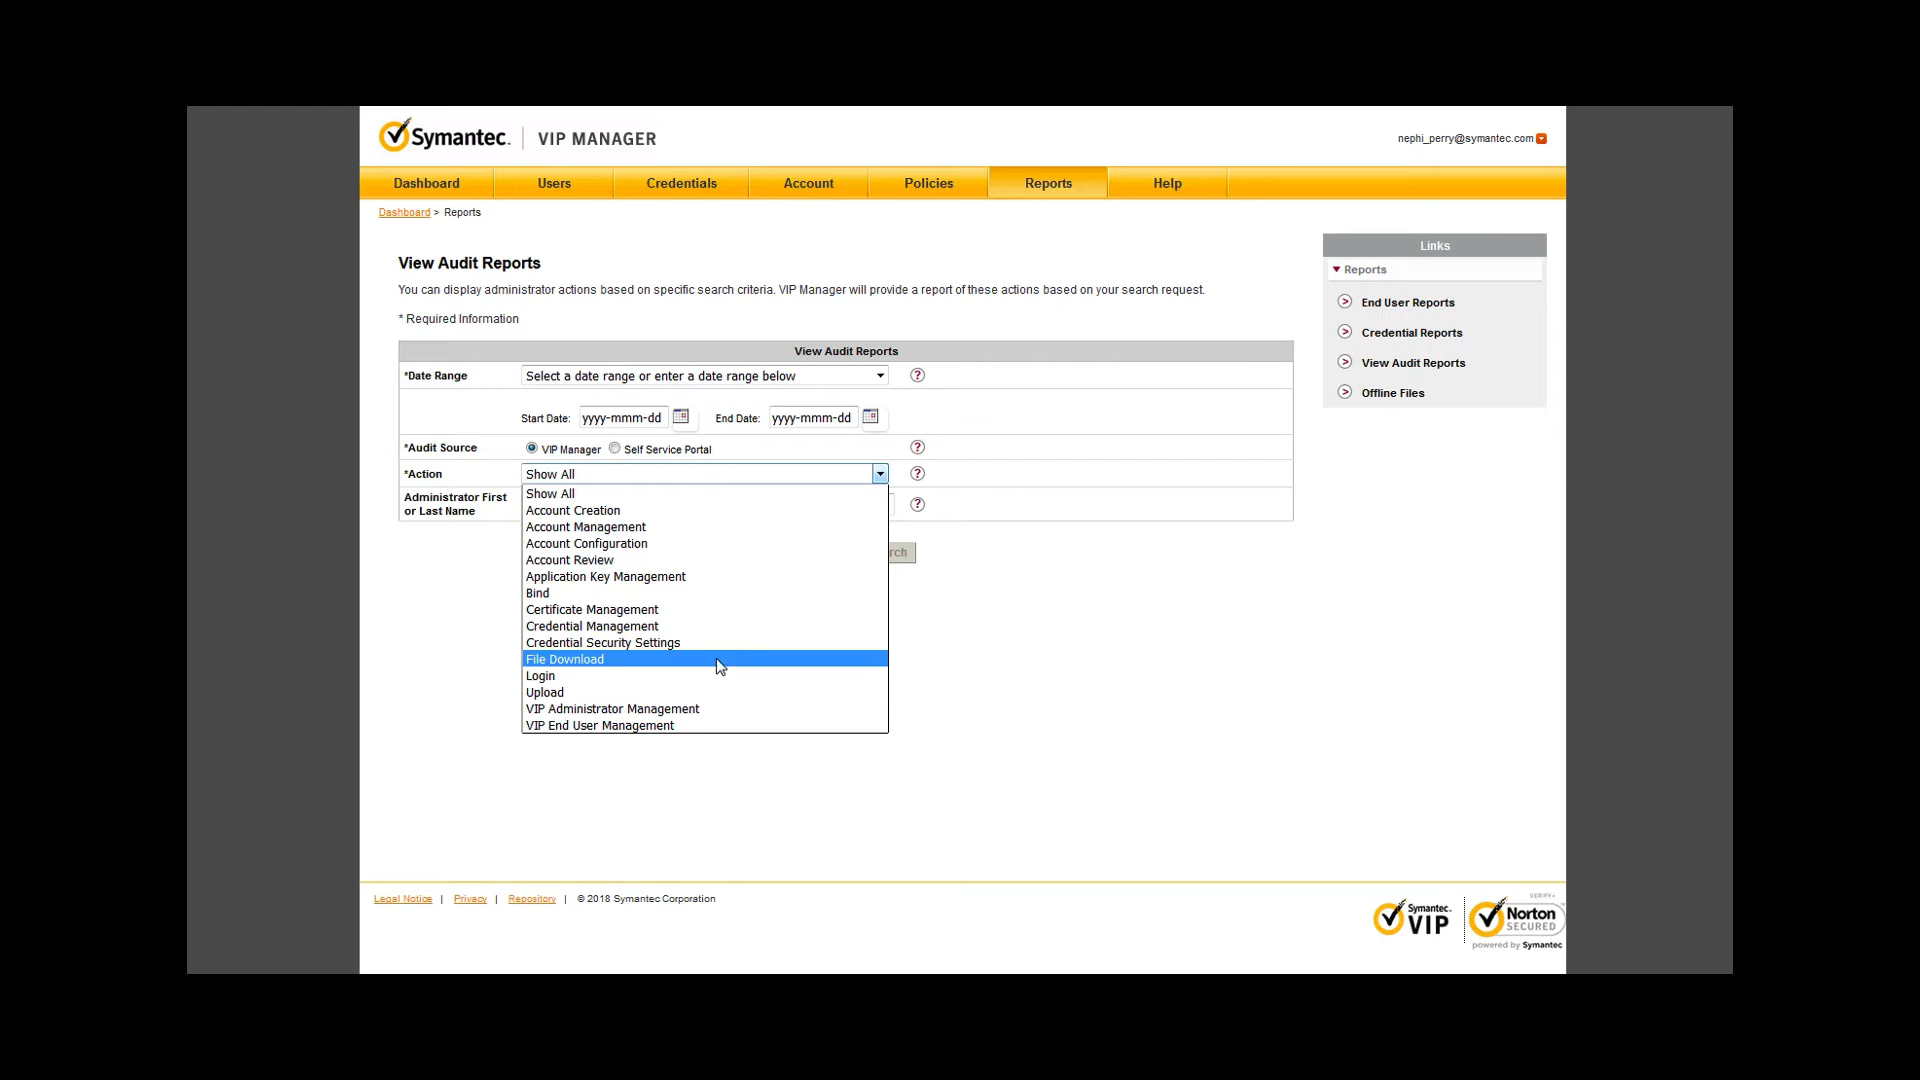 Symantec. VIP MANAGER
nephi_perry@symantec.com
Dashboard Users Credentials Account Policies Reports Help
Dashboard > Reports
Links
Reports
End User Reports
Credential Reports
View Audit Reports
Offline Files
View Audit Reports
You can display administrator actions based on specific search criteria. VIP Manager will provide a report of these actions based on your search request.
* Required Information
View Audit Reports
*Date Range Select a date range or enter a date range below ?
Start Date: yyyy-mmm-dd End Date: yyyy-mmm-dd
*Audit Source VIP Manager Self Service Portal ?
*Action Show All ?
Administrator First
or Last Name ?
Show All
Account Creation
Account Management
Account Configuration
Account Review
Application Key Management
Bind
Certificate Management
Credential Management
Credential Security Settings
File Download
Login
Upload
VIP Administrator Management
VIP End User Management
rch
Legal Notice | Privacy | Repository | © 2018 Symantec Corporation
Symantec.
VIP
VERIFY
Norton
SECURED
powered by Symantec